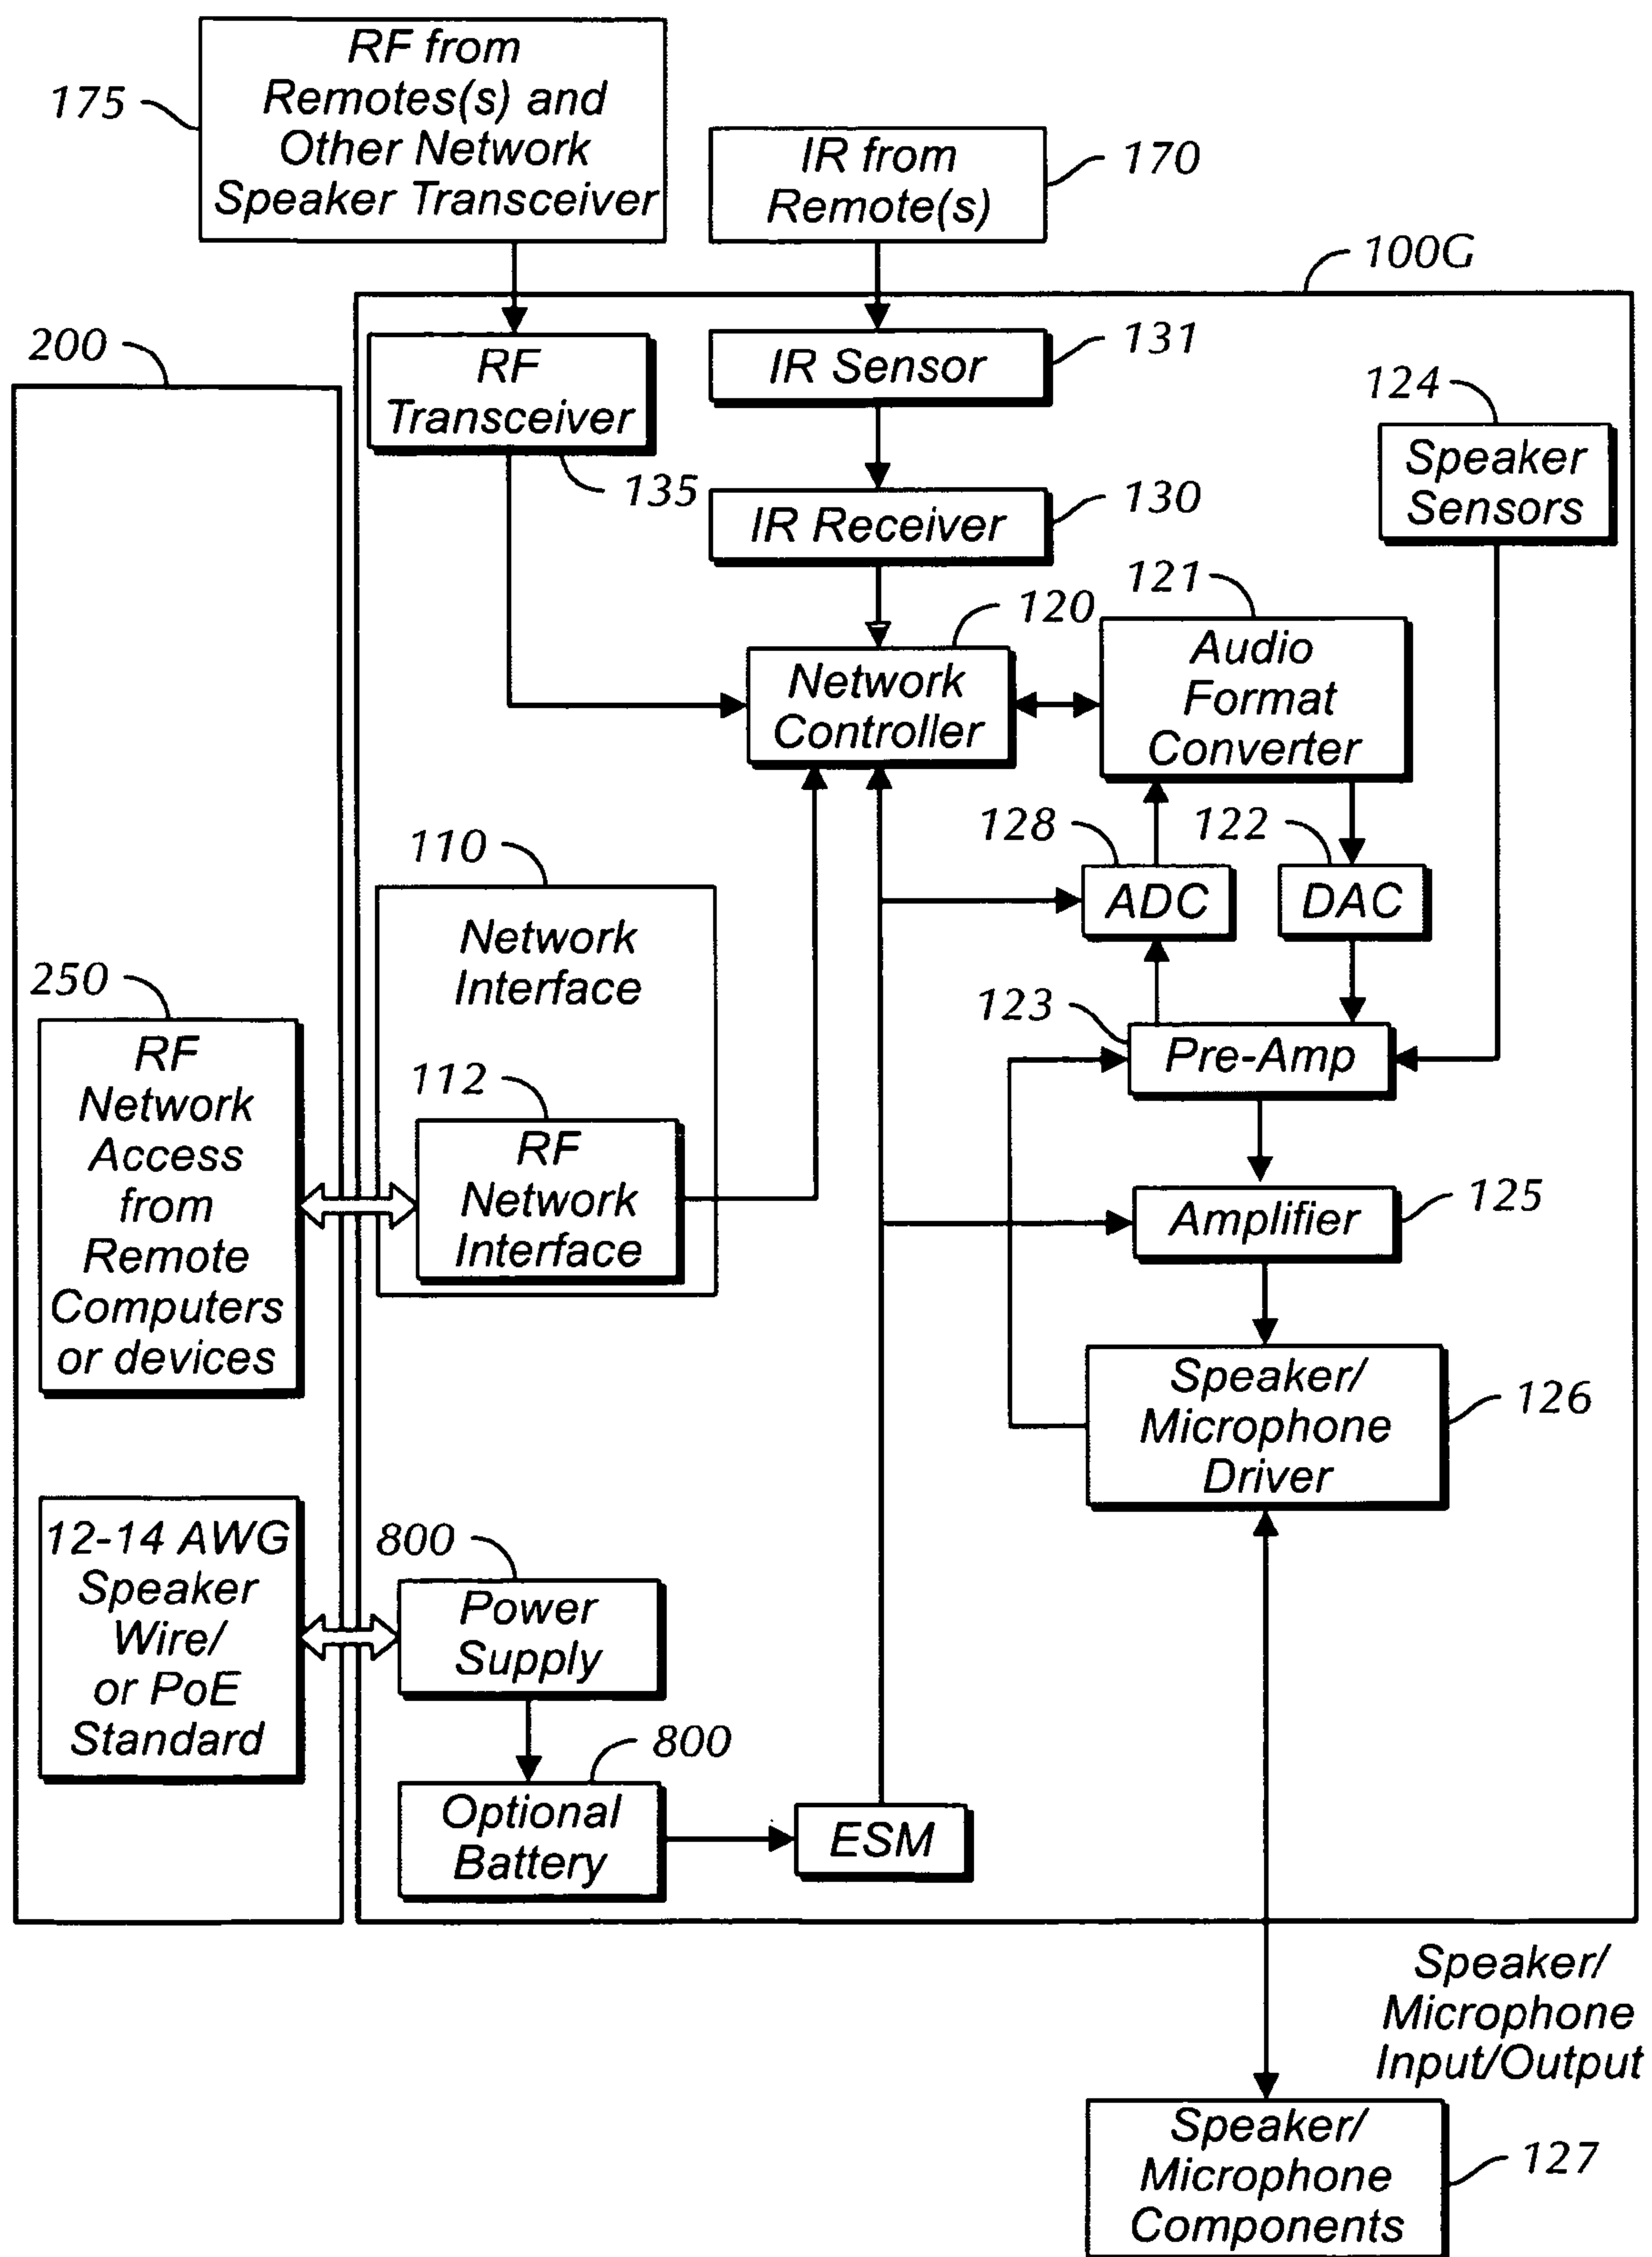 RF from
Remotes(s) and
Other Network
Speaker Transceiver
175
IR from
Remote(s)
170
100G
200
RF
Transceiver
135
IR Sensor
131
124
Speaker
Sensors
IR Receiver
130
121
120
Network
Controller
Audio
Format
Converter
110
128
122
Network
Interface
ADC
DAC
250
RF
Network
Access
from
Remote
Computers
or devices
123
Pre-Amp
112
RF
Network
Interface
Amplifier
125
Speaker/
Microphone
Driver
126
12-14 AWG
Speaker
Wire/
or PoE
Standard
800
Power
Supply
800
Optional
Battery
ESM
Speaker/
Microphone
Input/Output
Speaker/
Microphone
Components
127